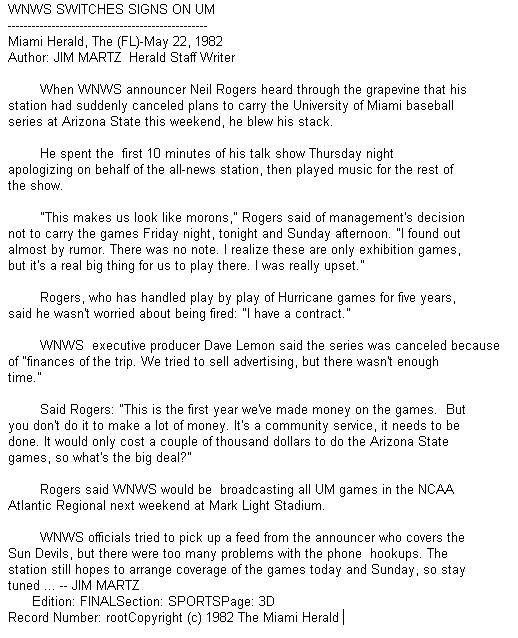 WNWS SWITCHES SIGNS ON UM
--------------------------------------------------
Miami Herald, The (FL)-May 22, 1982
Author: JIM MARTZ  Herald Staff Writer
When WNWS announcer Neil Rogers heard through the grapevine that his
station had suddenly canceled plans to carry the University of Miami baseball
series at Arizona State this weekend, he blew his stack.
He spent the  first 10 minutes of his talk show Thursday night
apologizing on behalf of the all-news station, then played music for the rest of
the show.
"This makes us look like morons," Rogers said of management's decision
not to carry the games Friday night, tonight and Sunday afternoon. "I found out
almost by rumor. There was no note. I realize these are only exhibition games,
but it's a real big thing for us to play there. I was really upset."
Rogers, who has handled play by play of Hurricane games for five years,
said he wasn't worried about being fired: "I have a contract."
WNWS  executive producer Dave Lemon said the series was canceled because
of "finances of the trip. We tried to sell advertising, but there wasn't enough
time."
Said Rogers: "This is the first year we've made money on the games.  But
you don't do it to make a lot of money. It's a community service, it needs to be
done. It would only cost a couple of thousand dollars to do the Arizona State
games, so what's the big deal?"
Rogers said WNWS would be  broadcasting all UM games in the NCAA
Atlantic Regional next weekend at Mark Light Stadium.
WNWS officials tried to pick up a feed from the announcer who covers the
Sun Devils, but there were too many problems with the phone  hookups. The
station still hopes to arrange coverage of the games today and Sunday, so stay
tuned ... -- JIM MARTZ
Edition: FINALSection: SPORTSPage: 3D
Record Number: rootCopyright (c) 1982 The Miami Herald